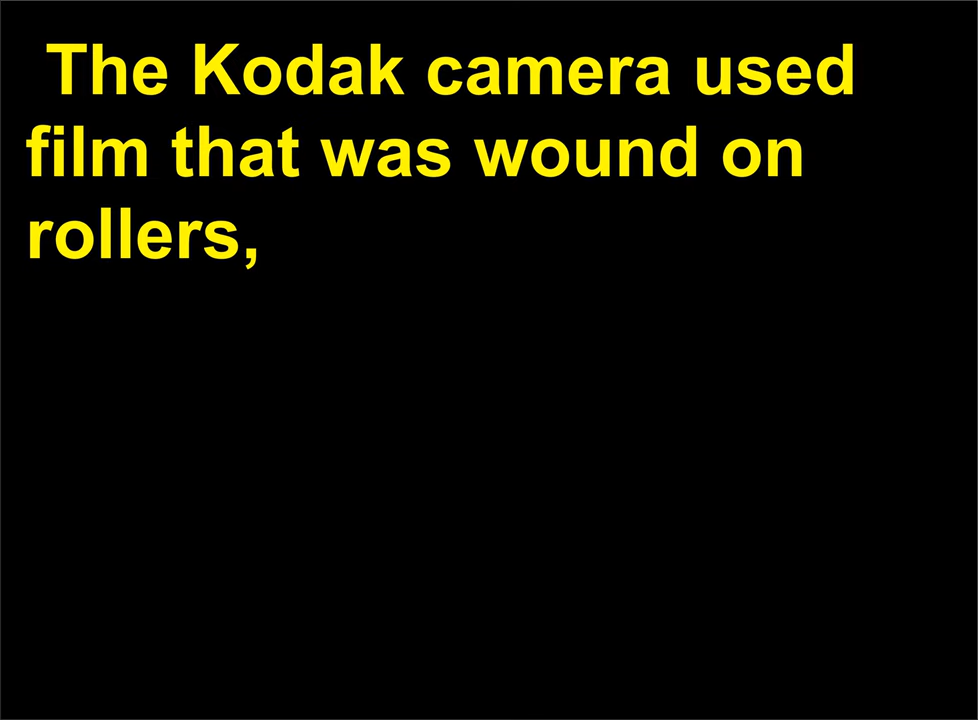 The Kodak camera used
film that was wound on
rollers,